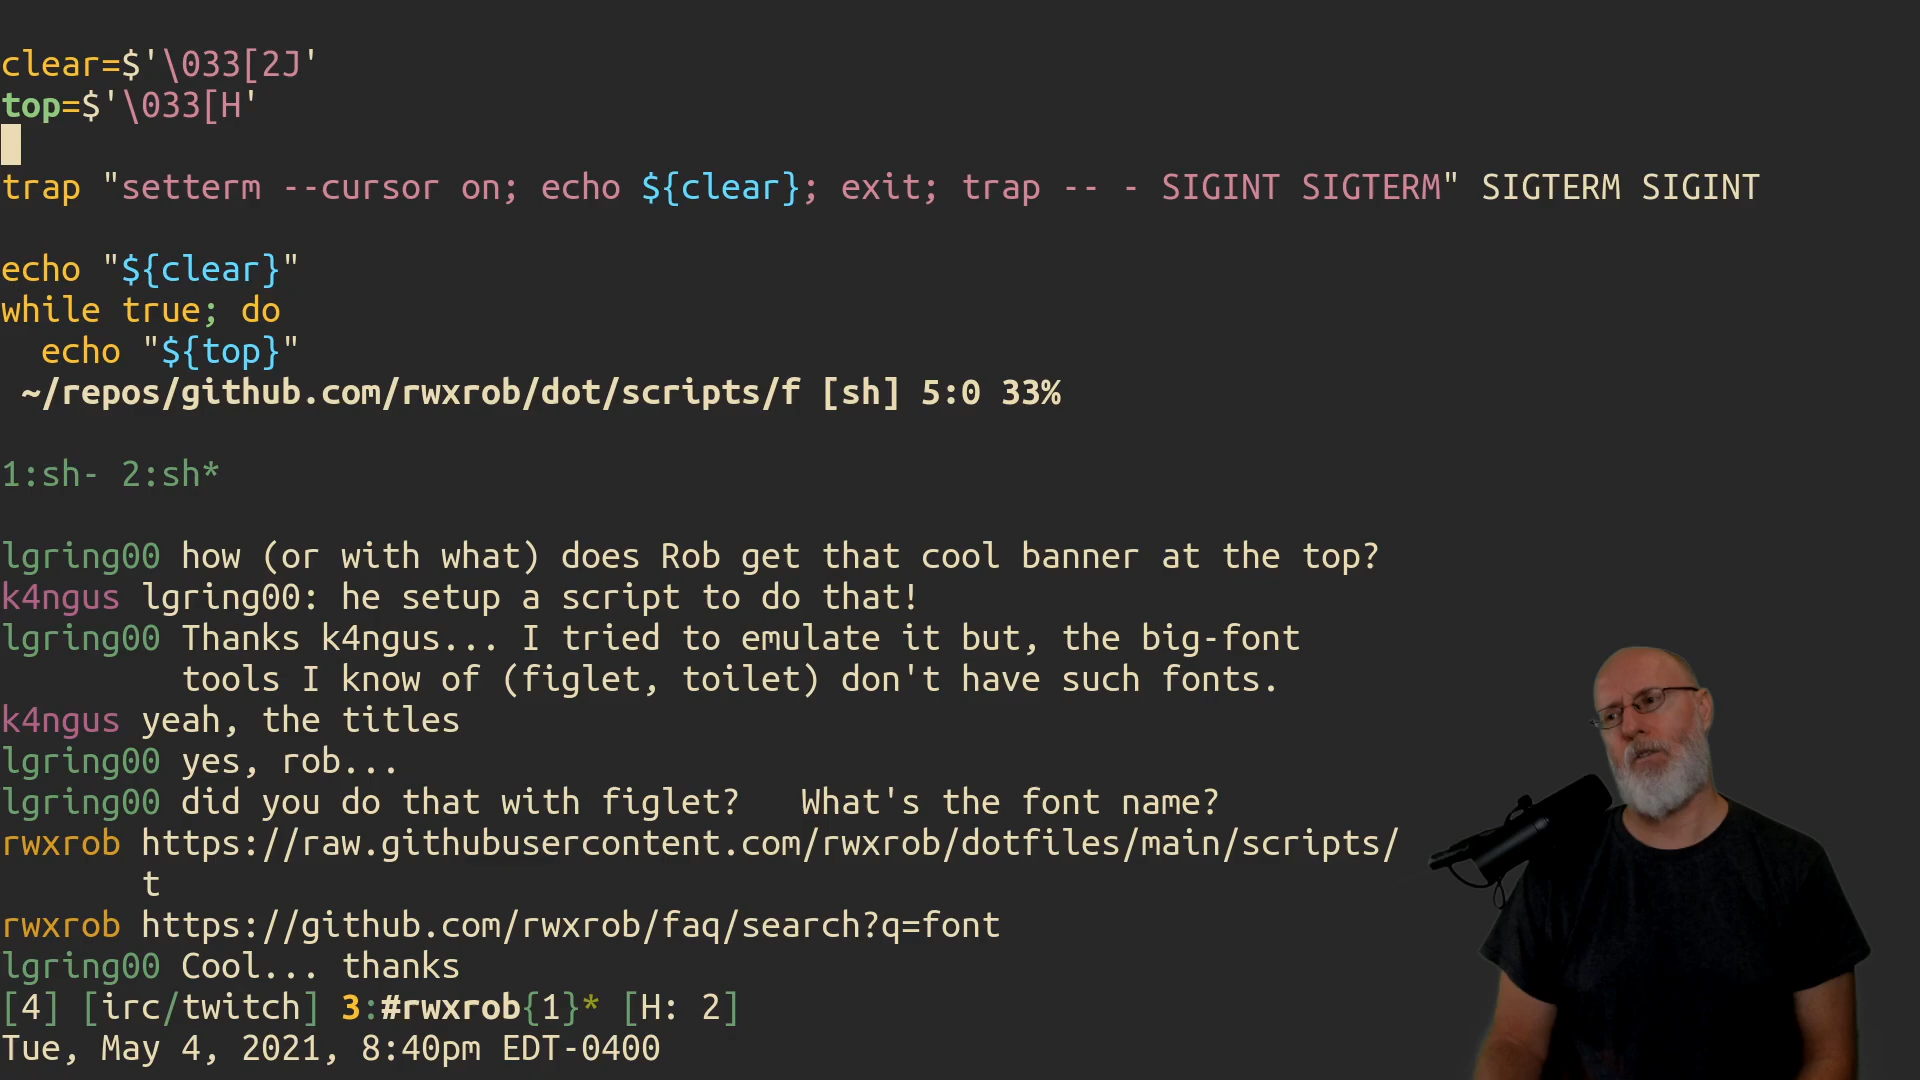 clear=$'\033[2J'
top=$'\033[H'
trap "setterm --cursor on; echo ${clear}; exit; trap -- - SIGINT SIGTERM" SIGTERM SIGINT
echo "${clear}"
while true; do
  echo "${top}"
~/repos/github.com/rwxrob/dot/scripts/f [sh] 5:0 33%
1:sh- 2:sh*
lgring00 how (or with what) does Rob get that cool banner at the top?
k4ngus lgring00: he setup a script to do that!
lgring00 Thanks k4ngus... I tried to emulate it but, the big-font
tools I know of (figlet, toilet) don't have such fonts.
k4ngus yeah, the titles
lgring00 yes, rob...
lgring00 did you do that with figlet?   What's the font name?
rwxrob https://raw.githubusercontent.com/rwxrob/dotfiles/main/scripts/
t
rwxrob https://github.com/rwxrob/faq/search?q=font
lgring00 Cool... thanks
[4] [irc/twitch] 3:#rwxrob{1}* [H: 2]
Tue, May 4, 2021, 8:40pm EDT-0400